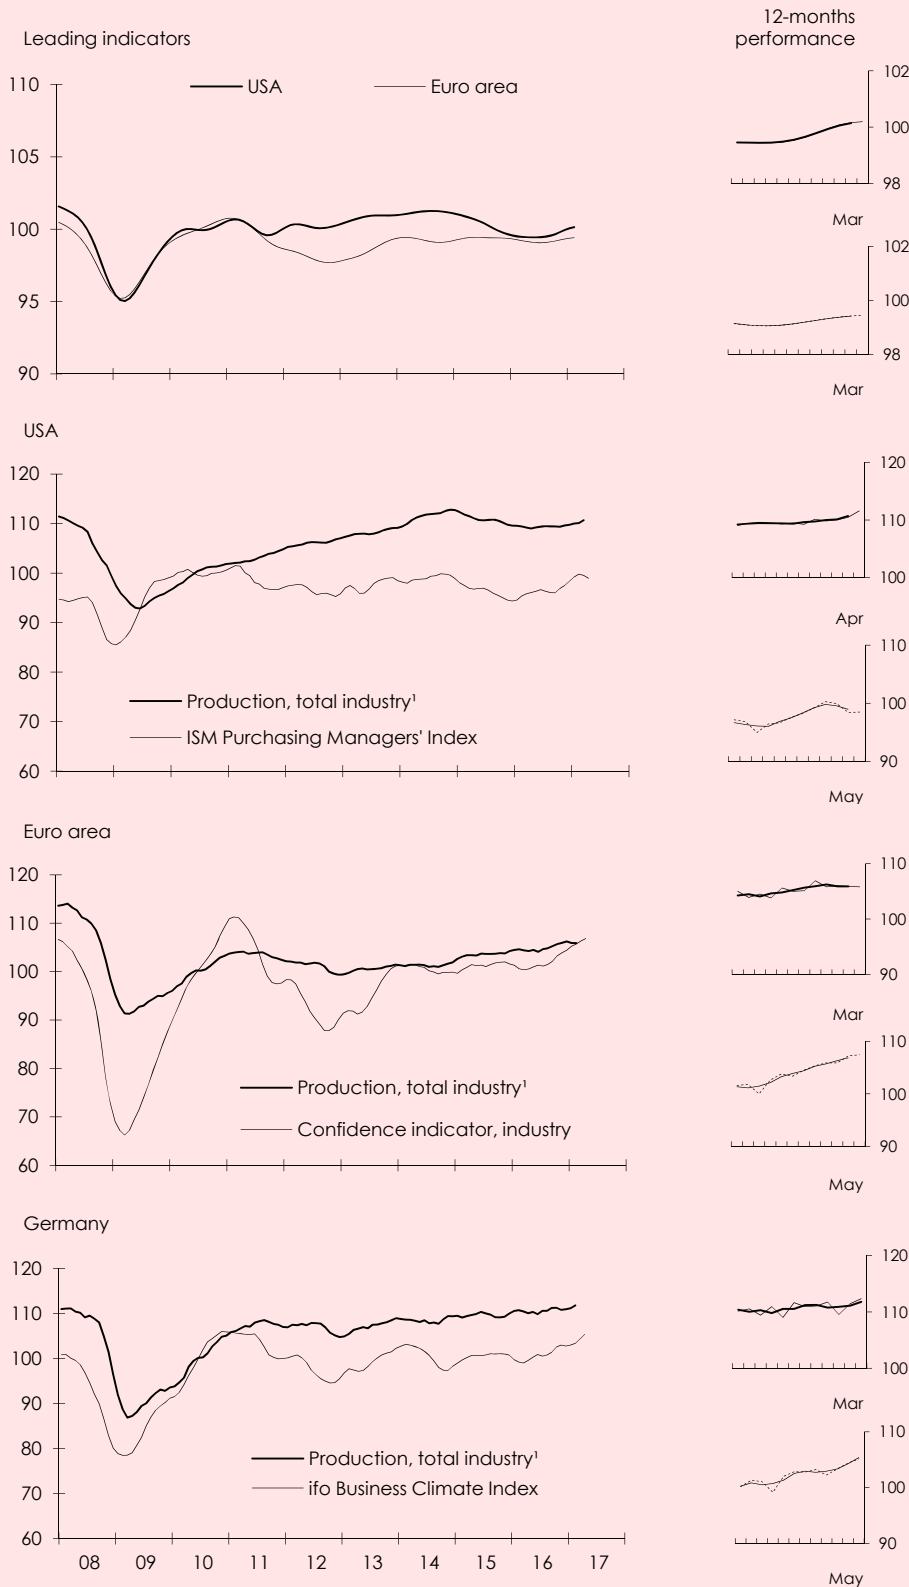 12-months
performance
Leading indicators
110
105
100
95
90
USA
Euro area
102
100
98
Mar
102
100
98
Mar
USA
120
110
100
90
80
70
60
Production, total industry¹
ISM Purchasing Managers' Index
120
110
100
Apr
110
100
90
May
Euro area
120
110
100
90
80
70
60
Production, total industry¹
Confidence indicator, industry
110
100
90
Mar
110
100
90
May
Germany
120
110
100
90
80
70
60
Production, total industry¹
ifo Business Climate Index
08 09 10 11 12 13 14 15 16 17
120
110
100
Mar
110
100
90
May